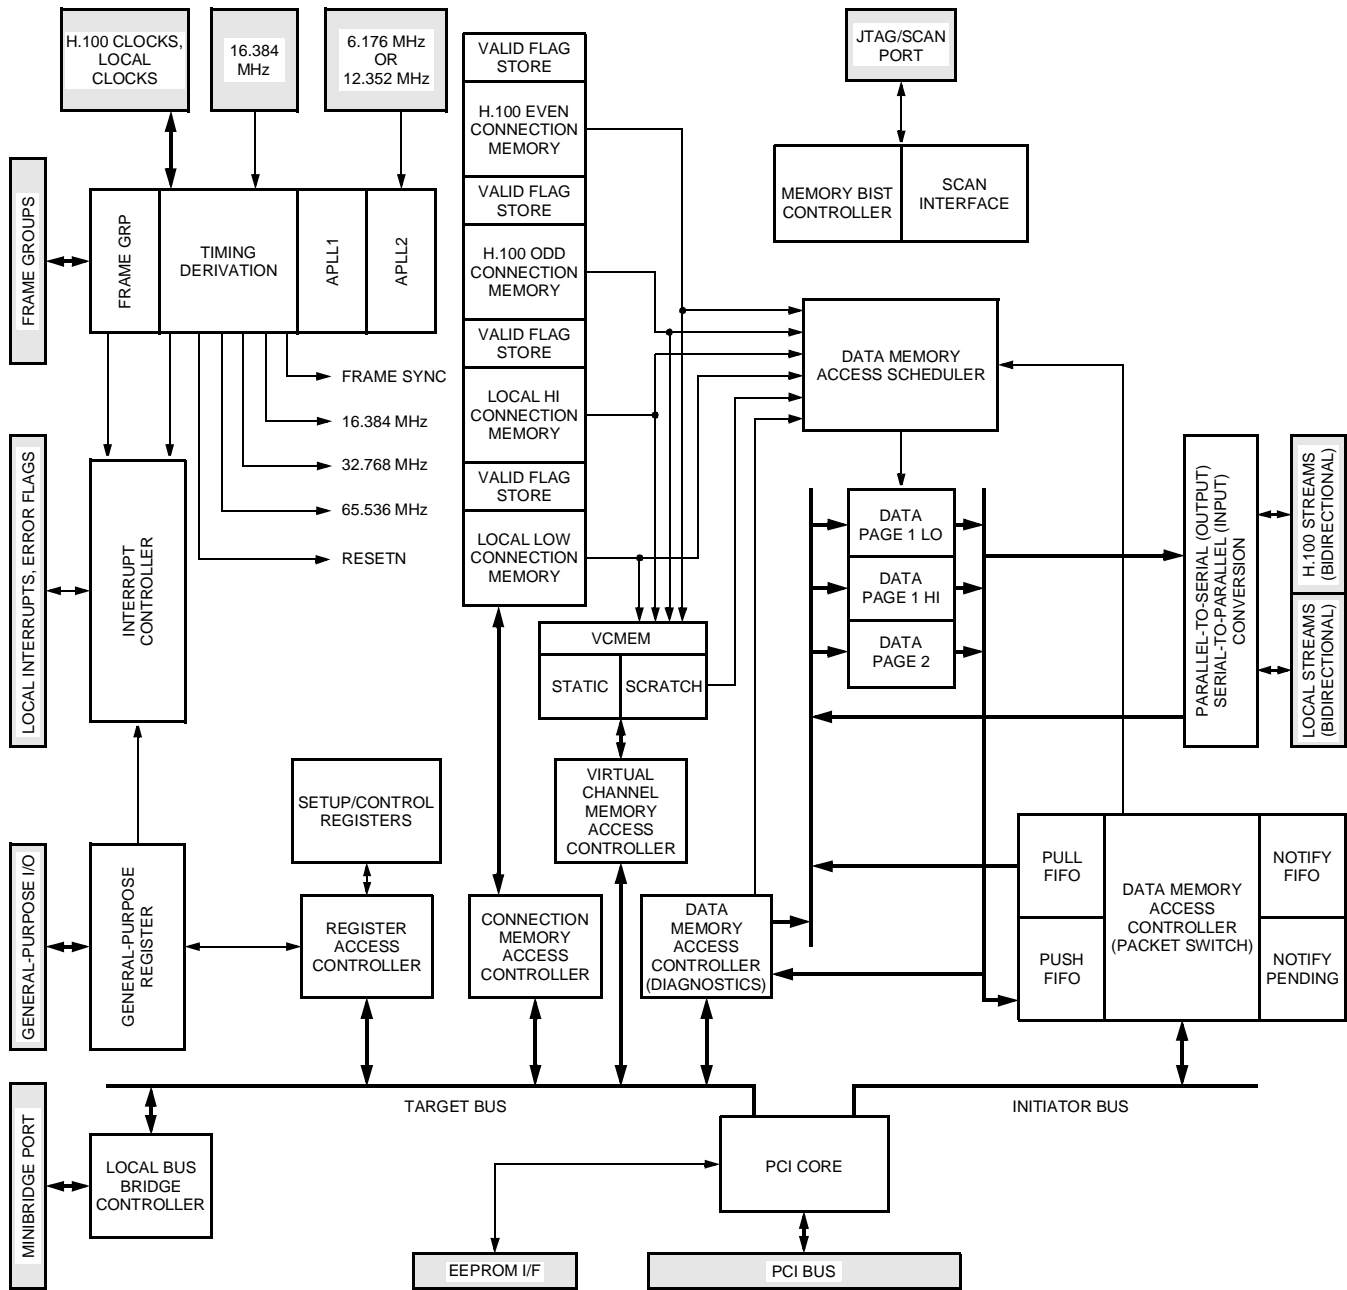 H.100 CLOCKS,
LOCAL
CLOCKS
16.384
MHz
6.176 MHz
OR
12.352 MHz
VALID FLAG
STORE
H.100 EVEN
CONNECTION
MEMORY
VALID FLAG
STORE
H.100 ODD
CONNECTION
MEMORY
VALID FLAG
STORE
LOCAL HI
CONNECTION
MEMORY
VALID FLAG
STORE
LOCAL LOW
CONNECTION
MEMORY
JTAG/SCAN
PORT
MEMORY BIST
CONTROLLER
SCAN
INTERFACE
FRAME GROUPS
FRAME GRP
TIMING
DERIVATION
APLL1
APLL2
FRAME SYNC
16.384 MHz
32.768 MHz
65.536 MHz
RESETN
DATA MEMORY
ACCESS SCHEDULER
LOCAL INTERRUPTS, ERROR FLAGS
INTERRUPT
CONTROLLER
DATA
PAGE 1 LO
DATA
PAGE 1 HI
DATA
PAGE 2
PARALLEL-TO-SERIAL (OUTPUT)
SERIAL-TO-PARALLEL (INPUT)
CONVERSION
H.100 STREAMS
(BIDIRECTIONAL)
LOCAL STREAMS
(BIDIRECTIONAL)
VCMEM
STATIC
SCRATCH
SETUP/CONTROL
REGISTERS
VIRTUAL
CHANNEL
MEMORY
ACCESS
CONTROLLER
GENERAL-PURPOSE I/O
GENERAL-PURPOSE
REGISTER
REGISTER
ACCESS
CONTROLLER
CONNECTION
MEMORY
ACCESS
CONTROLLER
DATA
MEMORY
ACCESS
CONTROLLER
(DIAGNOSTICS)
PULL
FIFO
PUSH
FIFO
DATA MEMORY
ACCESS
CONTROLLER
(PACKET SWITCH)
NOTIFY
FIFO
NOTIFY
PENDING
TARGET BUS
INITIATOR BUS
MINIBRIDGE PORT
LOCAL BUS
BRIDGE
CONTROLLER
PCI CORE
EEPROM I/F
PCI BUS